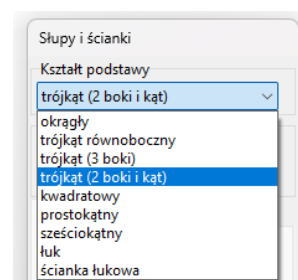 Słupy i ścianki
Kształt podstawy
trójkąt (2 boki i kąt)
okrągły
trójkąt równoboczny
trójkąt (3 boki)
trójkąt (2 boki i kąt)
kwadratowy
prostokątny
sześciokątny
łuk
ścianka łukowa